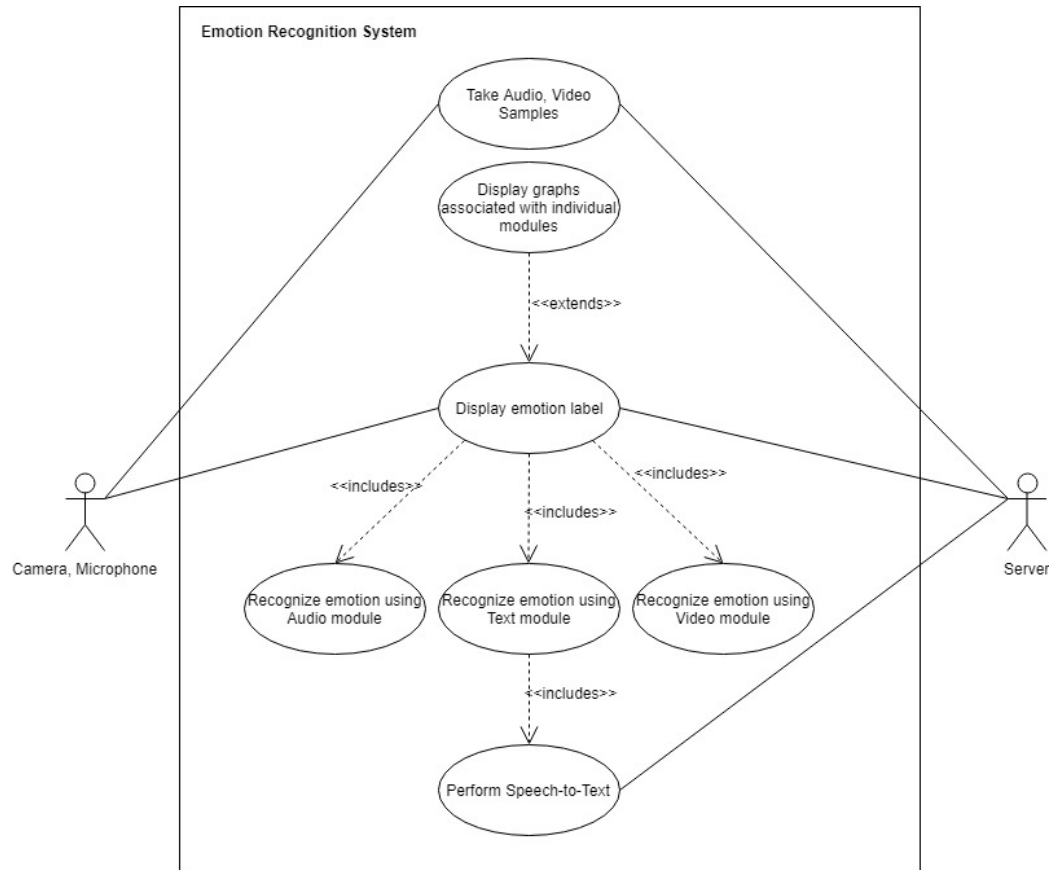 Emotion Recognition System
Take Audio, Video
Samples
Display graphs
associated with individual
modules
<<extends>>
Display emotion label
<<includes>>
<<includes>>
<<includes>>
Camera, Microphone
Server
Recognize emotion using
Audio module
Recognize emotion using
Text module
Recognize emotion using
Video module
<<includes>>
Perform Speech-to-Text